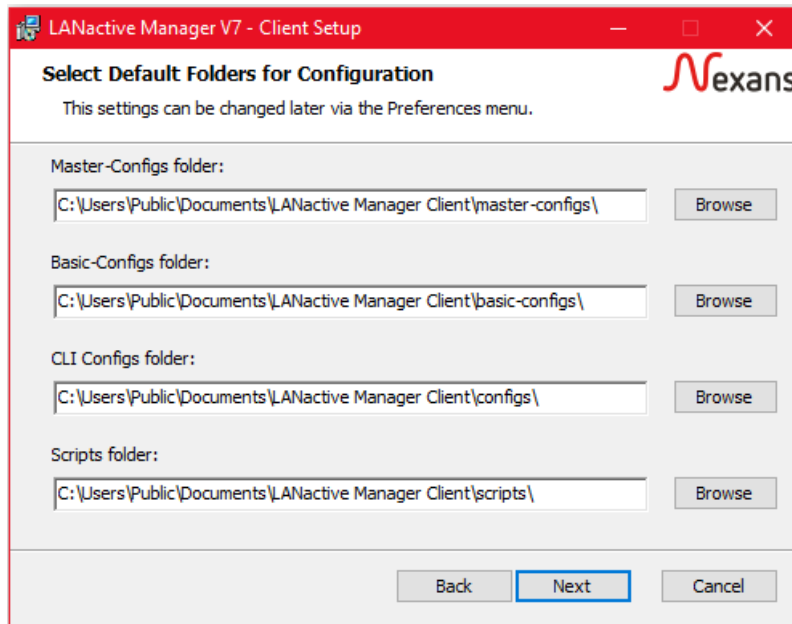 LANactive Manager V7 - Client Setup
Select Default Folders for Configuration
This settings can be changed later via the Preferences menu.
Nexans
Master-Configs folder:
C:\Users\Public\Documents\LANactive Manager Client\master-configs\
Browse
Basic-Configs folder:
C:\Users\Public\Documents\LANactive Manager Client\basic-configs\
Browse
CLI Configs folder:
C:\Users\Public\Documents\LANactive Manager Client\configs\
Browse
Scripts folder:
C:\Users\Public\Documents\LANactive Manager Client\scripts\
Browse
Back
Next
Cancel